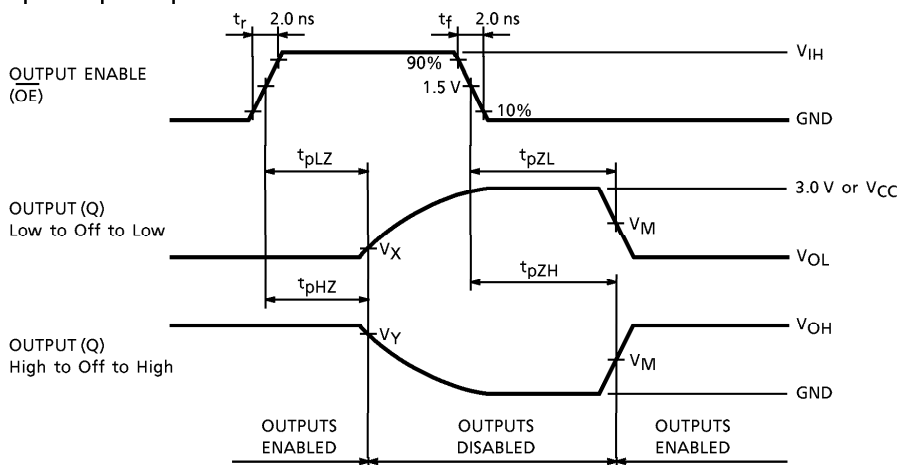 tr 2.0 ns tf 2.0 ns
OUTPUT ENABLE
(OE)
90%
1.5 V
10%
VIH
GND
tpLZ tpZL
OUTPUT (Q)
Low to Off to Low
VX
VM
3.0 V or VCC
VOL
tpHZ tpZH
OUTPUT (Q)
High to Off to High
VY
VM
VOH
GND
OUTPUTS
ENABLED
OUTPUTS
DISABLED
OUTPUTS
ENABLED